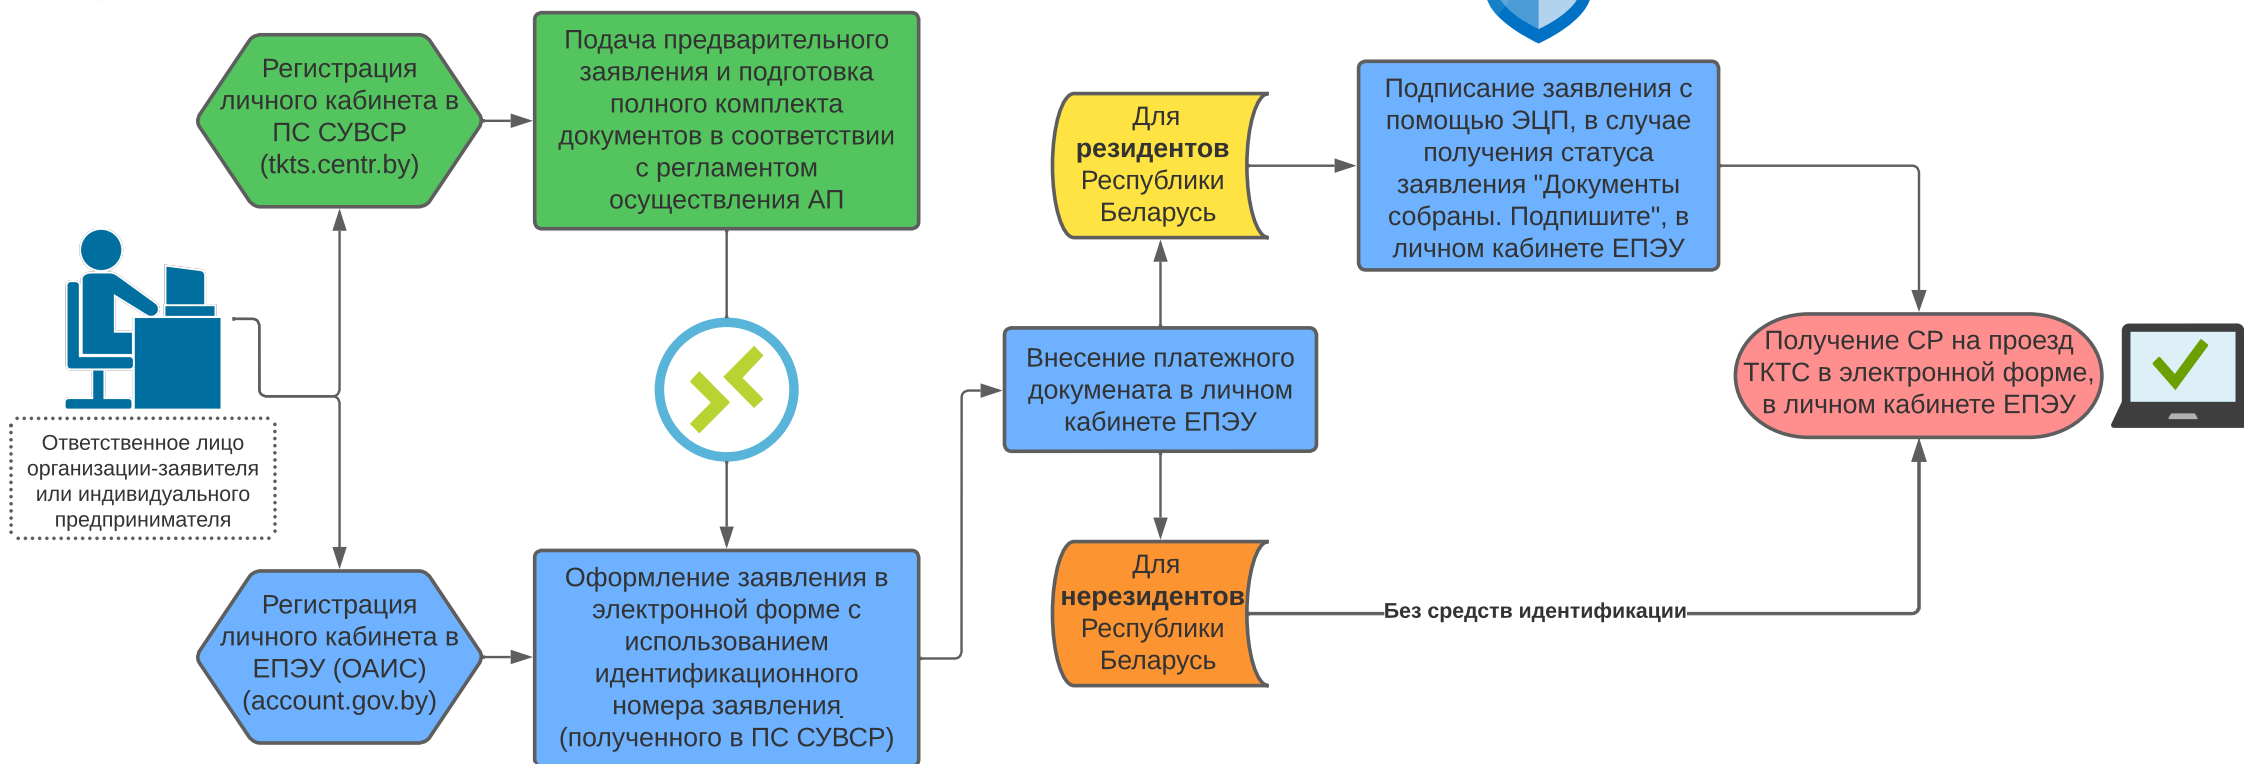 Регистрация
личного кабинета в
ПС СУВСР
(tkts.centr.by)
Подача предварительного
заявления и подготовка
полного комплекта
документов в соответствии
с регламентом
осуществления АП
Для
резидентов
Республики
Беларусь
Подписание заявления с
помощью ЭЦП, в случае
получения статуса
заявления "Документы
собраны. Подпишите", в
личном кабинете ЕПЭУ
Ответственное лицо
организации-заявителя
или индивидуального
предпринимателя
Внесение платежного
докумената в личном
кабинете ЕПЭУ
Получение СР на проезд
ТКТС в электронной форме,
в личном кабинете ЕПЭУ
Регистрация
личного кабинета в
ЕПЭУ (ОАИС)
(account.gov.by)
Оформление заявления в
электронной форме с
использованием
идентификационного
номера заявления
(полученного в ПС СУВСР)
Для
нерезидентов
Республики
Беларусь
Без средств идентификации